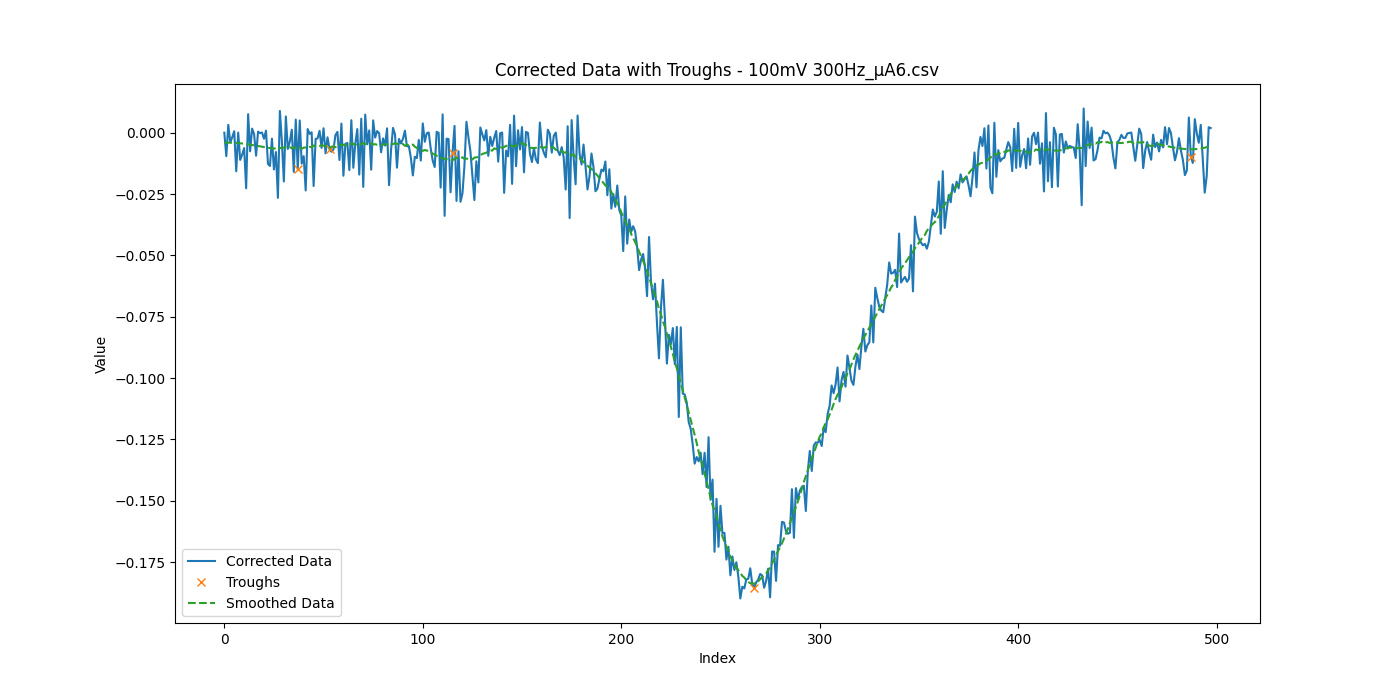 Corrected Data with Troughs - 100mV 300Hz_μA6.csv
0.000
−0.025
−0.050
−0.075
−0.100
−0.125
−0.150
−0.175
Value
Corrected Data
Troughs
Smoothed Data
0 100 200 300 400 500
Index